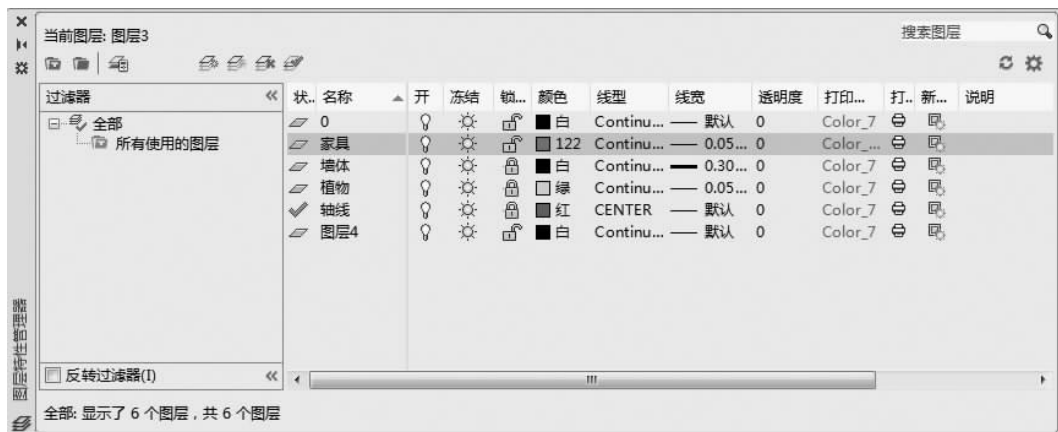 当前图层: 图层3
搜索图层
过滤器
状.. 名称 开 冻结 锁... 颜色 线型 线宽 透明度 打印... 打.. 新... 说明
全部
所有使用的图层
0 白 Continu... 默认 0 Color_7
家具 122 Continu... 0.05... 0 Color_...
墙体 白 Continu... 0.30... 0 Color_7
植物 绿 Continu... 0.05... 0 Color_7
轴线 红 CENTER 默认 0 Color_7
图层4 白 Continu... 默认 0 Color_7
反转过滤器(I)
全部: 显示了 6 个图层 , 共 6 个图层
图层特性管理器